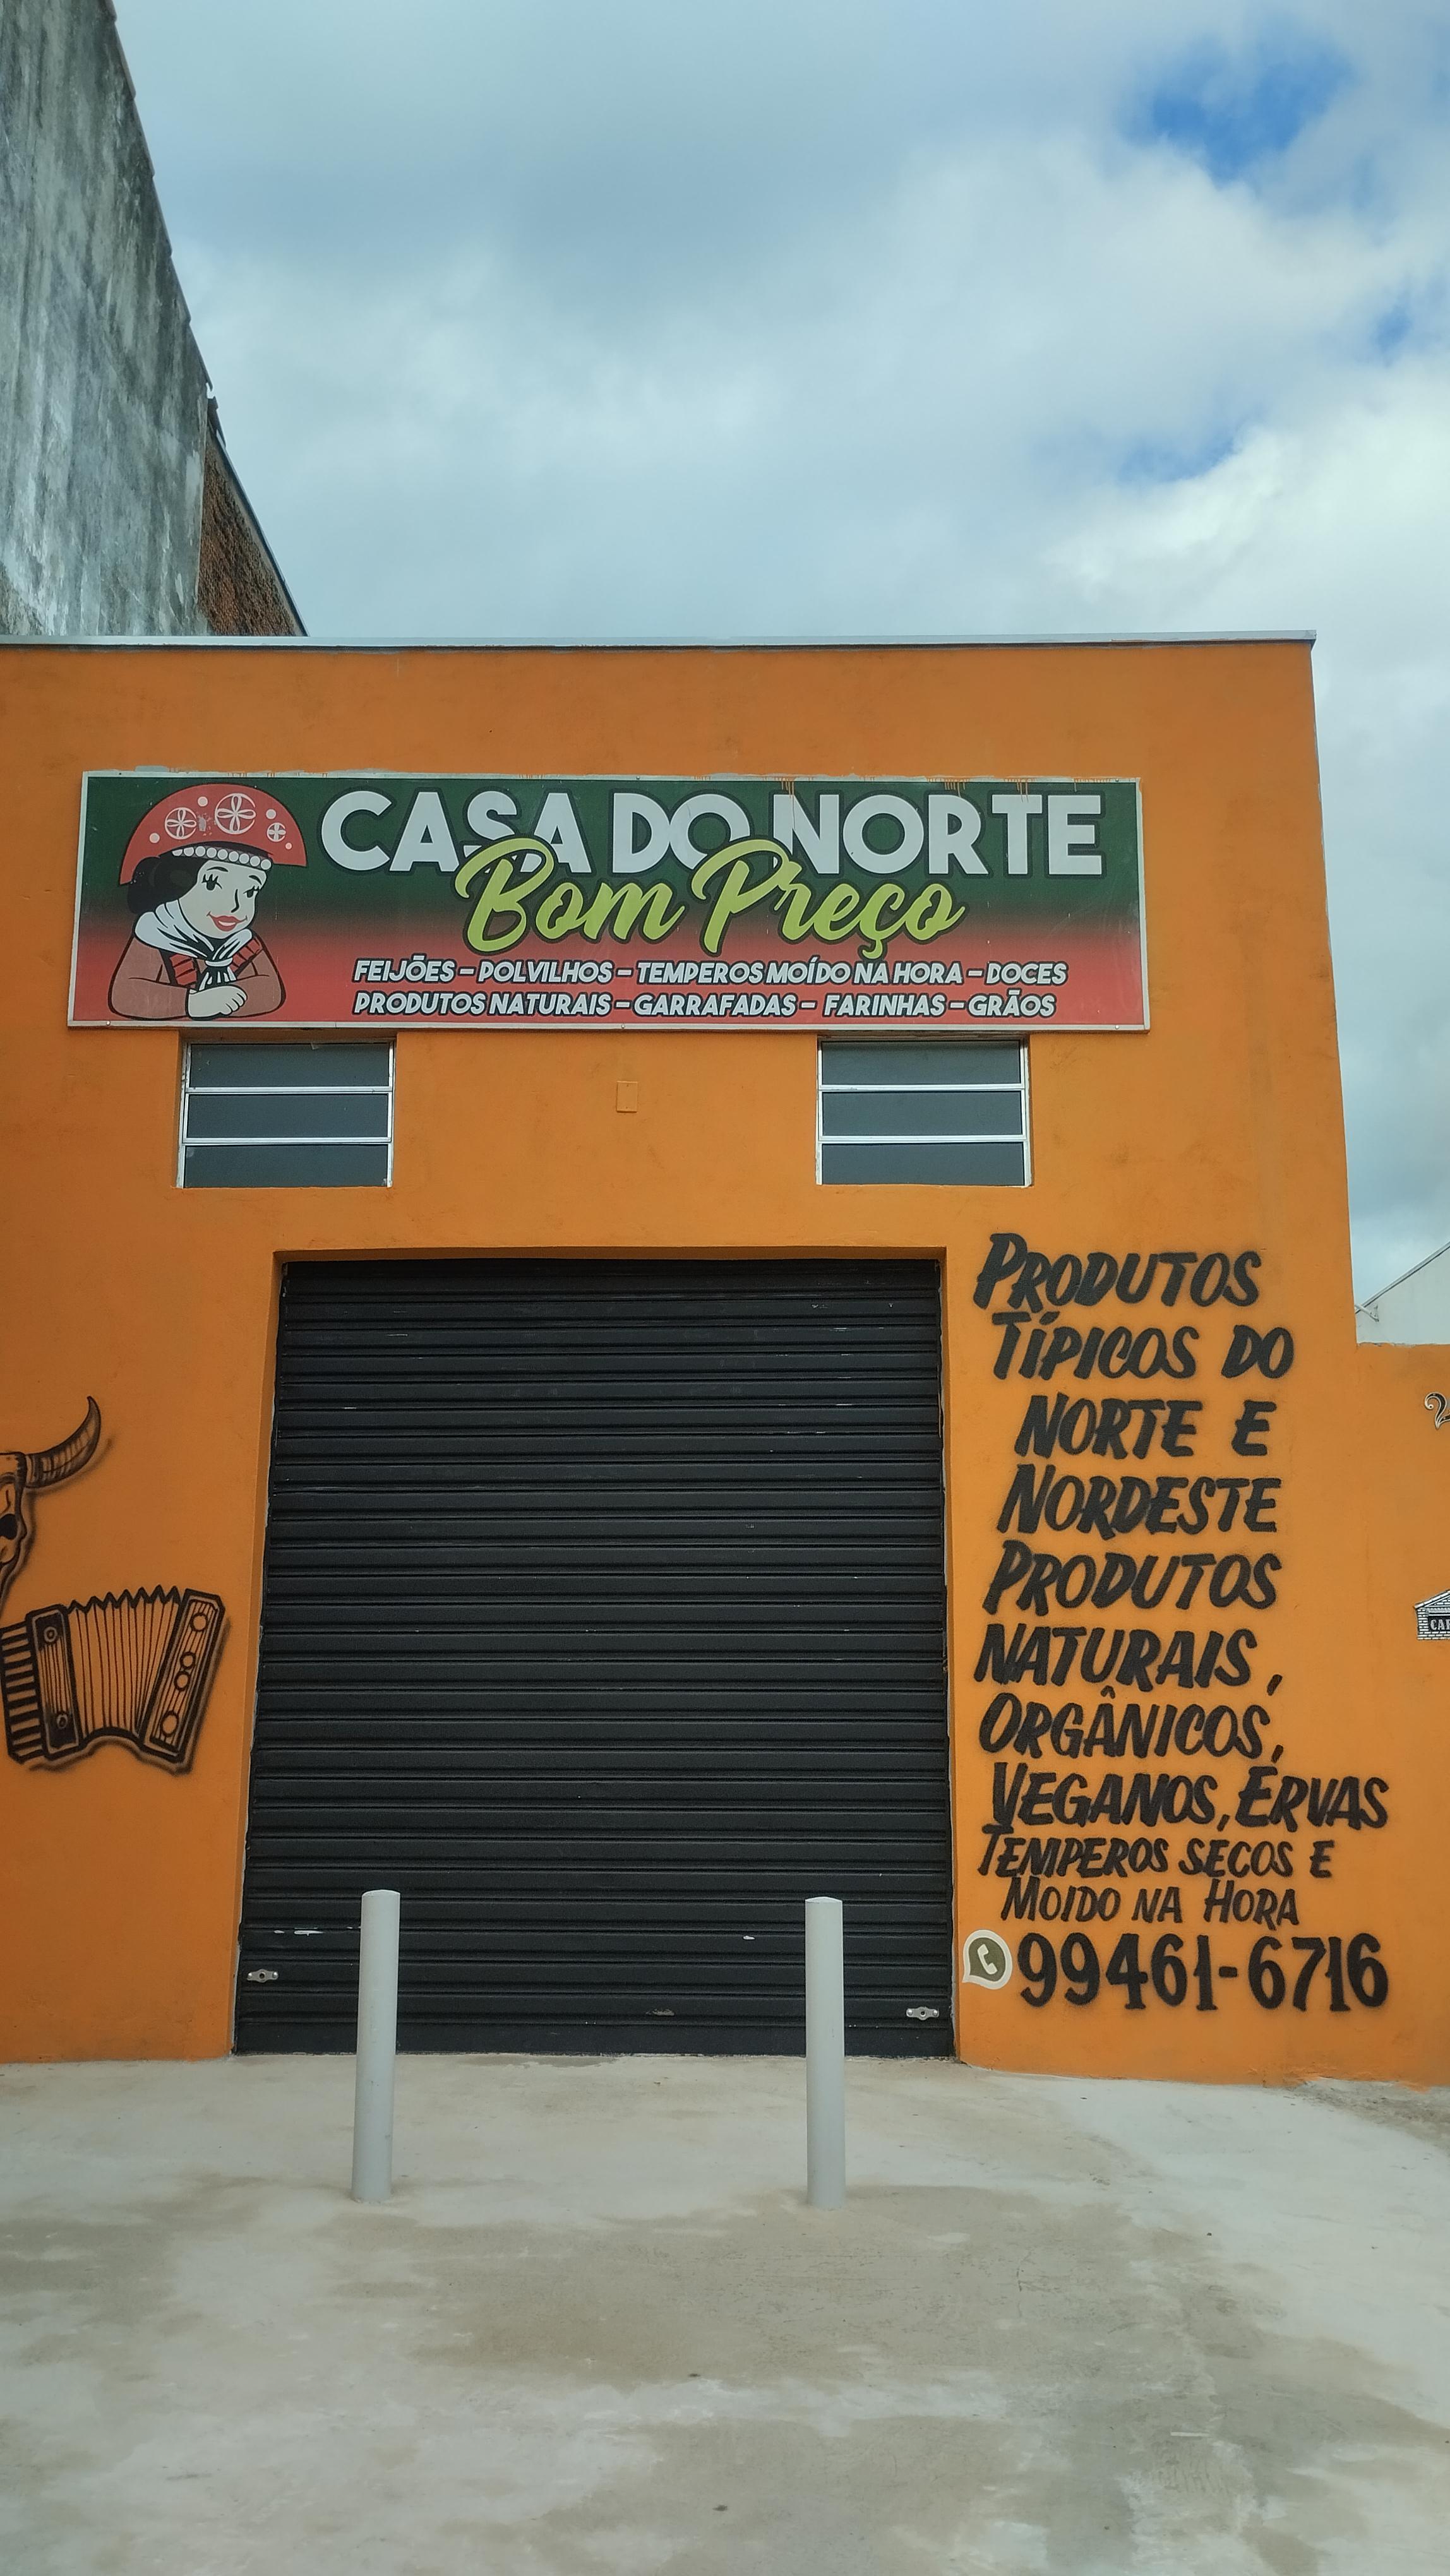 CASA DO NORTE
Bom Preço
FEIJÕES - POLVILHOS - TEMPEROS MOÍDO NA HORA - DOCES
PRODUTOS NATURAIS - GARRAFADAS - FARINHAS - GRÃOS
PRODUTOS
TÍPICOS DO
NORTE E
NORDESTE
PRODUTOS
NATURAIS,
ORGÂNICOS,
VEGANOS, ERVAS
TEMPEROS SECOS E
MOIDO NA HORA
99461-6716